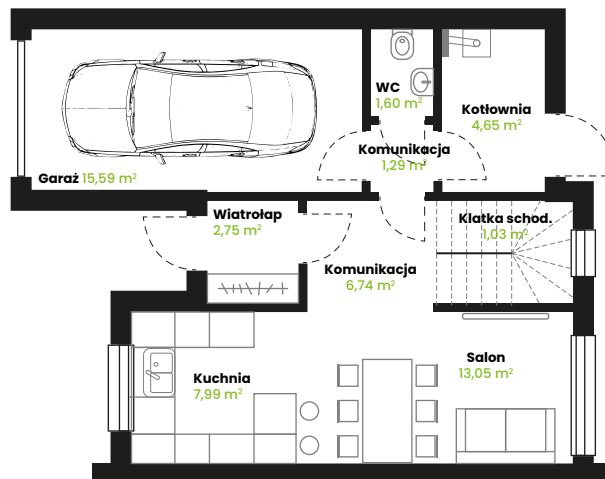 WC
1,60 m²
Kotłownia
4,65 m²
Komunikacja
1,29 m²
Garaż 15,59 m²
Wiatrołap
2,75 m²
Klatka schod.
1,03 m²
Komunikacja
6,74 m²
Salon
13,05 m²
Kuchnia
7,99 m²